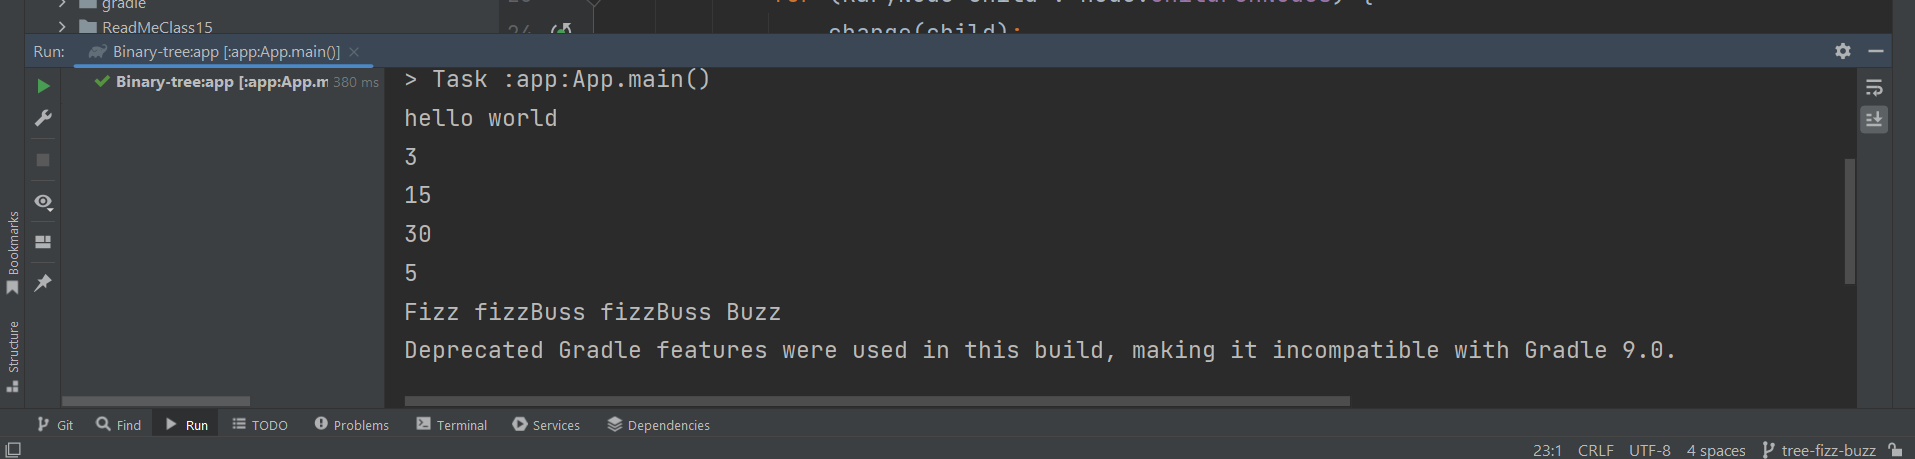 gradle
ReadMeClass15
24 change(child);
Run: Binary-tree:app [:app:App.main()]
Binary-tree:app [:app:App.m 380 ms
> Task :app:App.main()
hello world
3
15
30
5
Fizz fizzBuss fizzBuss Buzz
Deprecated Gradle features were used in this build, making it incompatible with Gradle 9.0.
Bookmarks
Structure
Git Find Run TODO Problems Terminal Services Dependencies
23:1 CRLF UTF-8 4 spaces tree-fizz-buzz